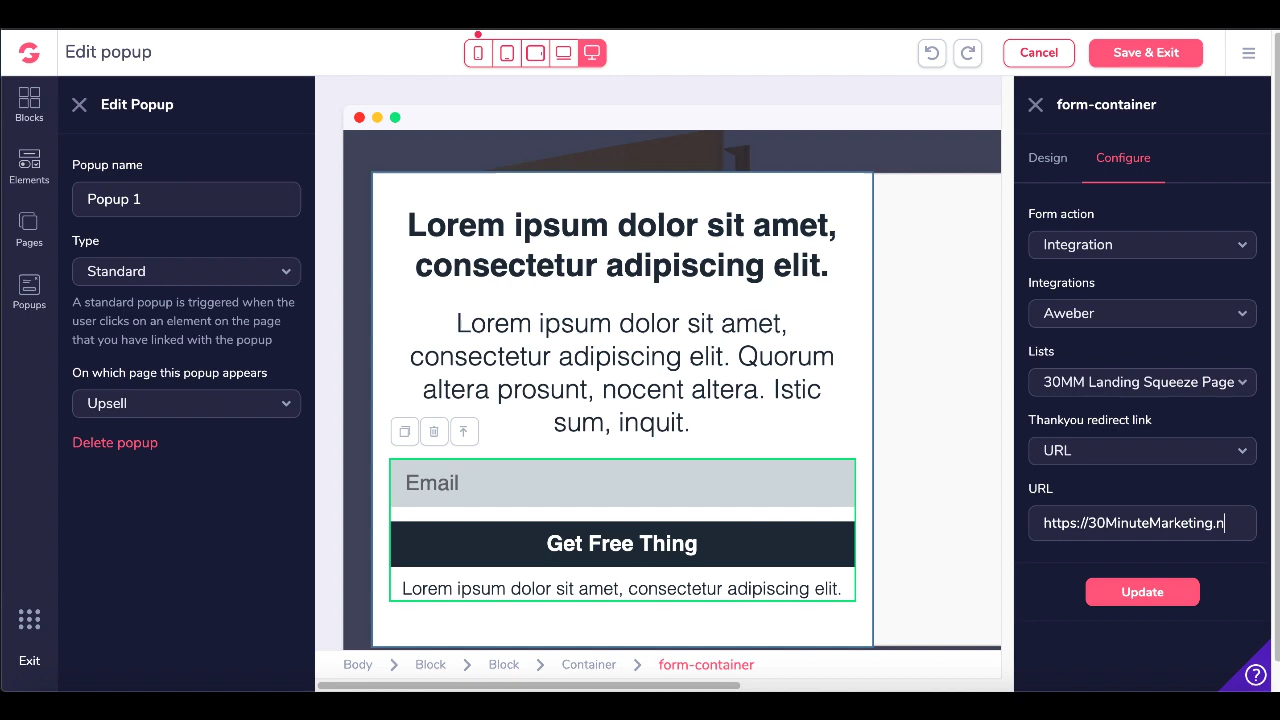 Edit popup
Cancel
Save & Exit
Blocks
Elements
Pages
Popups
Exit
Edit Popup
Popup name
Popup 1
Type
Standard
A standard popup is triggered when the
user clicks on an element on the page
that you have linked with the popup
On which page this popup appears
Upsell
Delete popup
Lorem ipsum dolor sit amet,
consectetur adipiscing elit.
Lorem ipsum dolor sit amet,
consectetur adipiscing elit. Quorum
altera prosunt, nocent altera. Istic
sum, inquit.
Email
Get Free Thing
Lorem ipsum dolor sit amet, consectetur adipiscing elit.
Body
Block
Block
Container
form-container
form-container
Design
Configure
Form action
Integration
Integrations
Aweber
Lists
30MM Landing Squeeze Page
Thankyou redirect link
URL
URL
https://30MinuteMarketing.n
Update
?